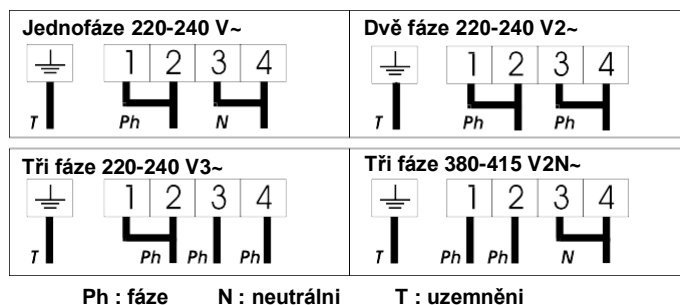 Jednofáze 220-240 V~
1 2 3 4
T Ph N
Dvě fáze 220-240 V2~
1 2 3 4
T Ph Ph
Tři fáze 220-240 V3~
1 2 3 4
T Ph Ph Ph
Tři fáze 380-415 V2N~
1 2 3 4
T Ph Ph N
Ph : fáze N : neutrálni T : uzemněni